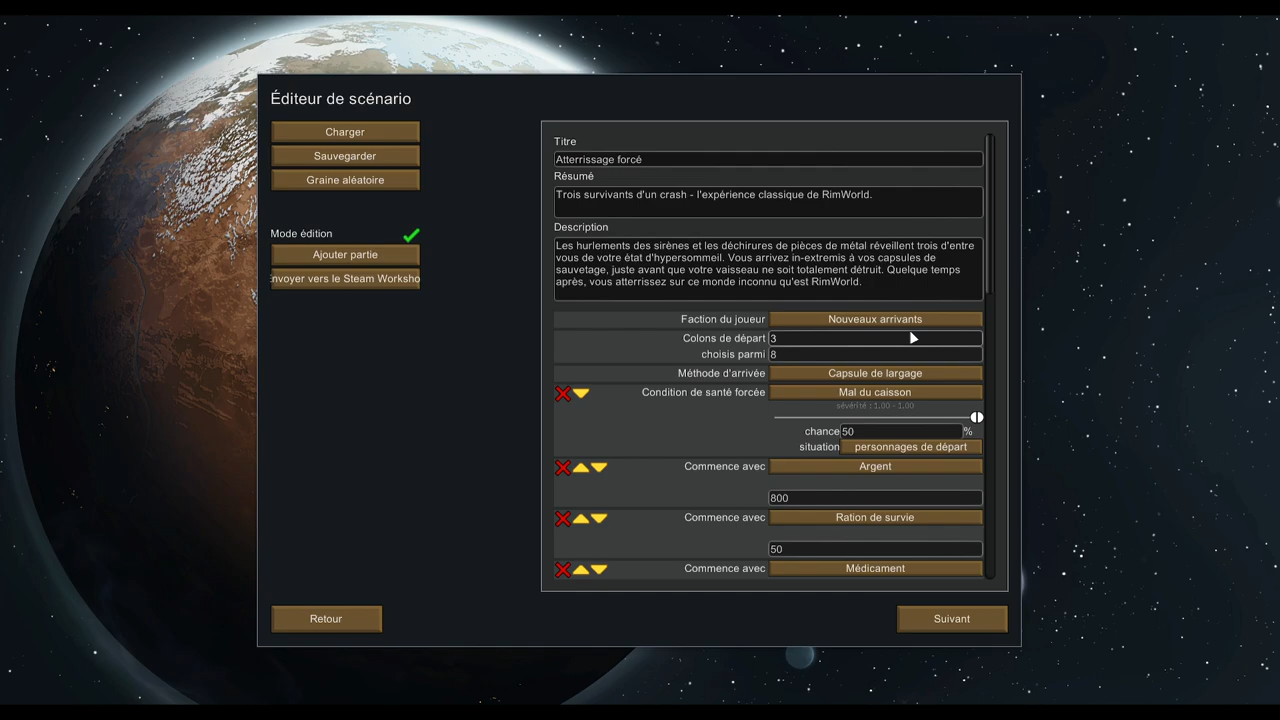 Éditeur de scénario
Charger
Sauvegarder
Graine aléatoire
Mode édition
Ajouter partie
nvoyer vers le Steam Worksho
Titre
Atterrissage forcé
Résumé
Trois survivants d'un crash - l'expérience classique de RimWorld.
Description
Les hurlements des sirènes et les déchirures de pièces de métal réveillent trois d'entre
vous de votre état d'hypersommeil. Vous arrivez in-extremis à vos capsules de
sauvetage, juste avant que votre vaisseau ne soit totalement détruit. Quelque temps
après, vous atterrissez sur ce monde inconnu qu'est RimWorld.
Faction du joueur Nouveaux arrivants
Colons de départ 3
choisis parmi 8
Méthode d'arrivée Capsule de largage
Condition de santé forcée Mal du caisson
sévérité : 1.00 - 1.00
chance 50 %
situation personnages de départ
Commence avec Argent
800
Commence avec Ration de survie
50
Commence avec Médicament
Retour
Suivant